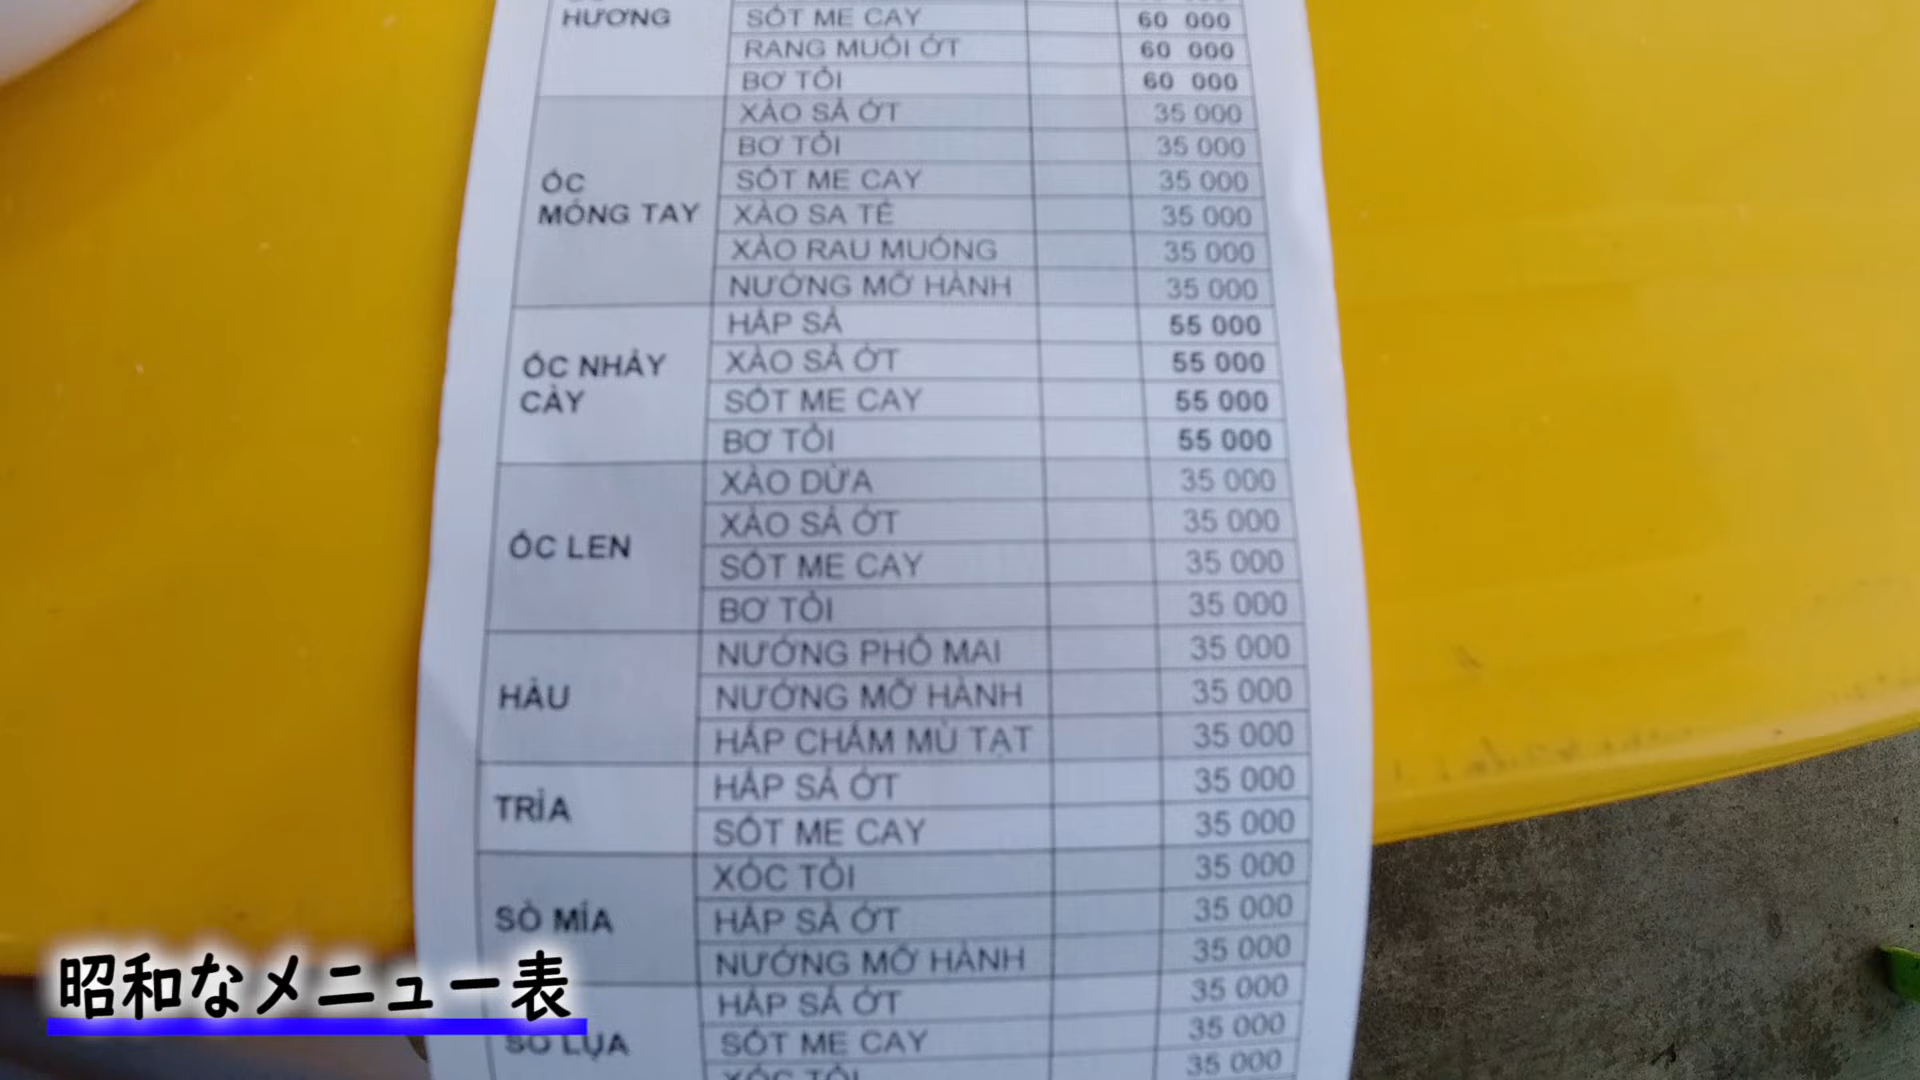 HƯƠNG
SỐT ME CAY 60 000
RANG MUỐI ỚT 60 000
BƠ TỎI 60 000
ỐC
MÓNG TAY
XÀO SẢ ỚT 35 000
BƠ TỎI 35 000
SỐT ME CAY 35 000
XÀO SA TẾ 35 000
XÀO RAU MUỐNG 35 000
NƯỚNG MỠ HÀNH 35 000
ỐC NHẢY
CÀY
HẤP SẢ 55 000
XÀO SẢ ỚT 55 000
SỐT ME CAY 55 000
BƠ TỎI 55 000
ỐC LEN
XÀO DỪA 35 000
XÀO SẢ ỚT 35 000
SỐT ME CAY 35 000
BƠ TỎI 35 000
HÀU
NƯỚNG PHÔ MAI 35 000
NƯỚNG MỠ HÀNH 35 000
HẤP CHẤM MÙ TẠT 35 000
TRÌA
HẤP SẢ ỚT 35 000
SỐT ME CAY 35 000
SÒ MÍA
XÓC TỎI 35 000
HẤP SẢ ỚT 35 000
NƯỚNG MỠ HÀNH 35 000
SÒ LỤA
HẤP SẢ ỚT 35 000
SỐT ME CAY 35 000
XÓC TỎI 35 000
昭和なメニュー表